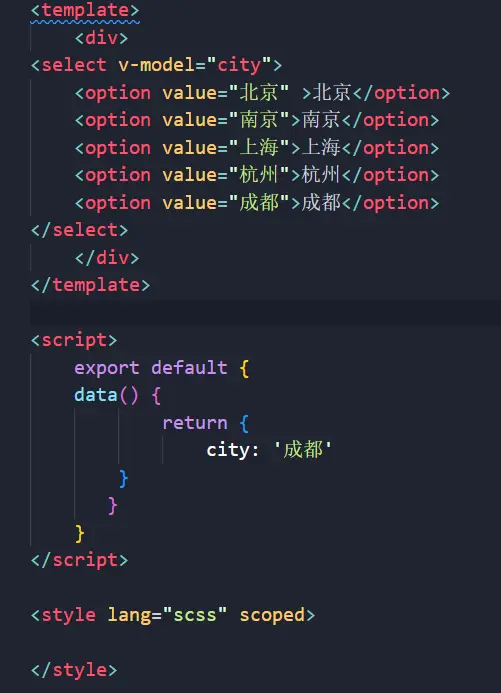 <template>
<div>
<select v-model="city">
<option value="北京" >北京</option>
<option value="南京">南京</option>
<option value="上海">上海</option>
<option value="杭州">杭州</option>
<option value="成都">成都</option>
</select>
</div>
</template>
<script>
export default {
data() {
return {
city: '成都'
}
}
}
</script>
<style lang="scss" scoped>
</style>